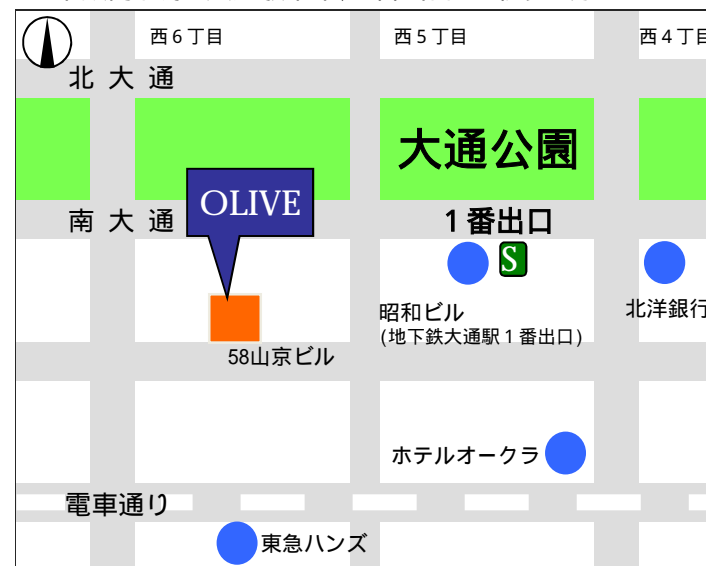 西６丁目
西５丁目
西４丁目
北大通
大通公園
OLIVE
南大通
１番出口
S
昭和ビル
(地下鉄大通駅１番出口)
北洋銀行
58山京ビル
ホテルオークラ
電車通り
東急ハンズ